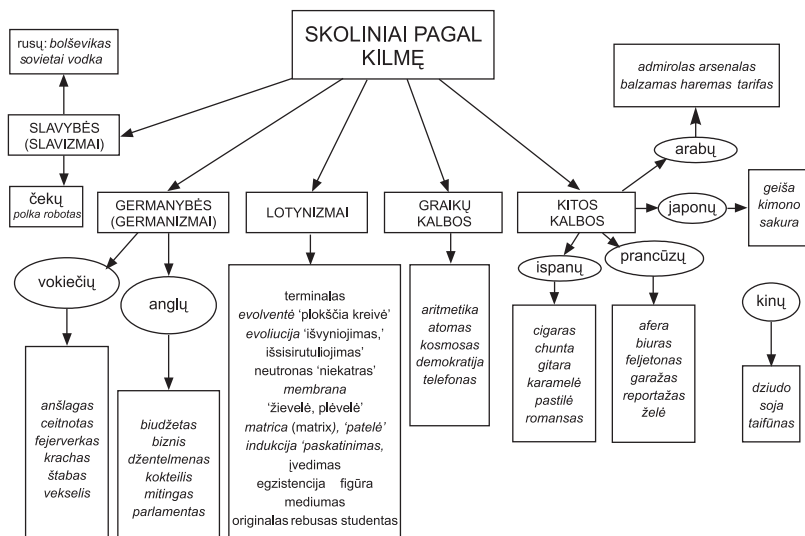 SKOLINIAI PAGAL
KILMĘ
rusų: bolševikas
sovietai vodka
SLAVYBĖS
(SLAVIZMAI)
čekų
polka robotas
GERMANYBĖS
(GERMANIZMAI)
vokiečių
anšlagas
ceitnotas
fejerverkas
krachas
štabas
vekselis
anglų
biudžetas
biznis
džentelmenas
kokteilis
mitingas
parlamentas
LOTYNIZMAI
terminalas
evolventė ‘plokščia kreivė’
evoliucija ‘išvyniojimas,’
išsisirutuliojimas’
neutronas ‘niekatras’
membrana
‘žievelė, plėvelė’
matrica (matrix), ‘patelė’
indukcija ‘paskatinimas,
įvedimas
egzistencija figūra
mediumas
originalas rebusas studentas
GRAIKŲ
KALBOS
aritmetika
atomas
kosmosas
demokratija
telefonas
KITOS
KALBOS
arabų
admirolas arsenalas
balzamas haremas tarifas
japonų
geiša
kimono
sakura
ispanų
cigaras
chunta
gitara
karamelė
pastilė
romansas
prancūzų
afera
biuras
feljetonas
garažas
reportažas
želė
kinų
dziudo
soja
taifūnas